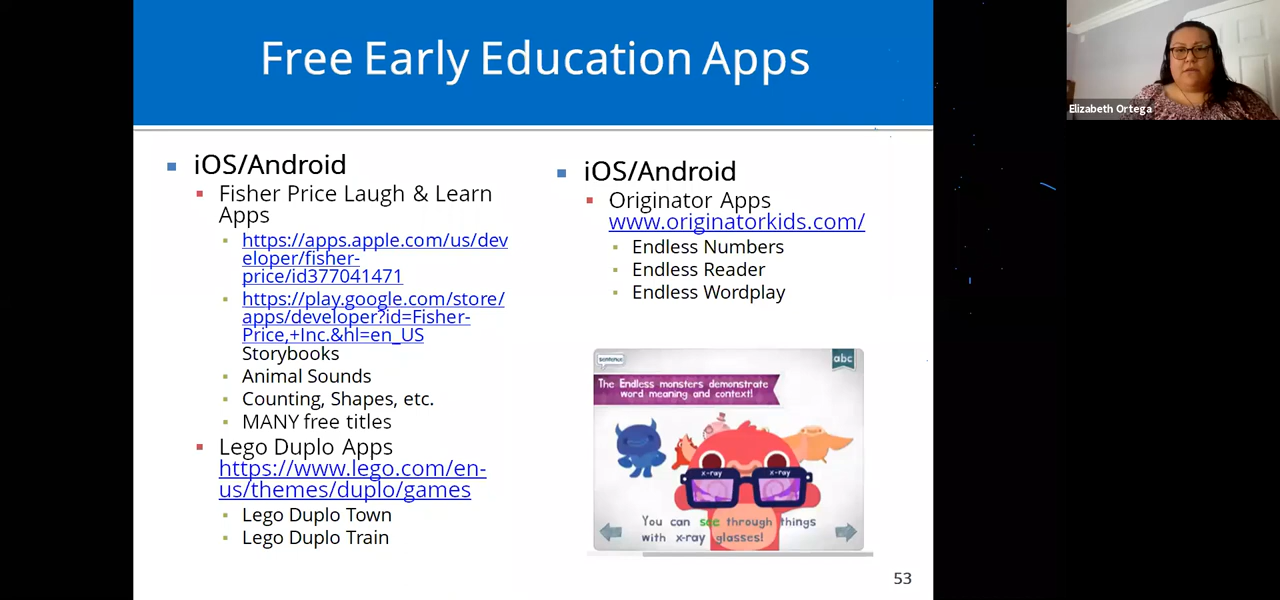 Free Early Education Apps
iOS/Android
Fisher Price Laugh & Learn
Apps
https://apps.apple.com/us/dev
eloper/fisher-
price/id377041471
https://play.google.com/store/
apps/developer?id=Fisher-
Price,+Inc.&hl=en_US
Storybooks
Animal Sounds
Counting, Shapes, etc.
MANY free titles
Lego Duplo Apps
https://www.lego.com/en-
us/themes/duplo/games
Lego Duplo Town
Lego Duplo Train
iOS/Android
Originator Apps
www.originatorkids.com/
Endless Numbers
Endless Reader
Endless Wordplay
sentence
abc
The Endless monsters demonstrate
word meaning and context!
x-ray x-ray
You can see through things
with x-ray glasses!
53
Elizabeth Ortega